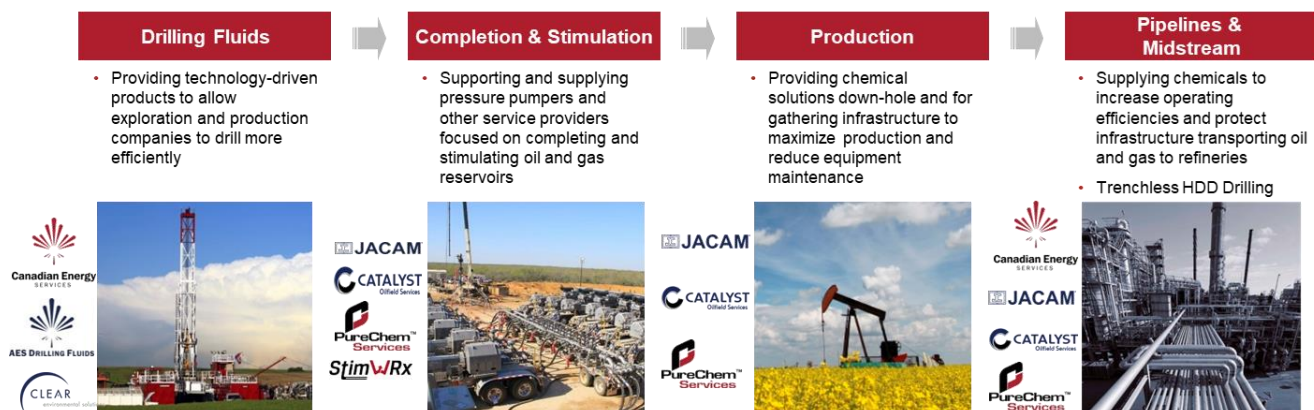 Drilling Fluids
• Providing technology-driven
products to allow
exploration and production
companies to drill more
efficiently
Canadian Energy
SERVICES
AES DRILLING FLUIDS
CLEAR
environmental solutions
Completion & Stimulation
• Supporting and supplying
pressure pumpers and
other service providers
focused on completing and
stimulating oil and gas
reservoirs
JACAM
CATALYST
Oilfield Services
PureChem™
Services
StimWRx
Production
• Providing chemical
solutions down-hole and for
gathering infrastructure to
maximize production and
reduce equipment
maintenance
JACAM
CATALYST
Oilfield Services
PureChem™
Services
Pipelines &
Midstream
• Supplying chemicals to
increase operating
efficiencies and protect
infrastructure transporting oil
and gas to refineries
• Trenchless HDD Drilling
Canadian Energy
SERVICES
JACAM
CATALYST
Oilfield Services
PureChem™
Services